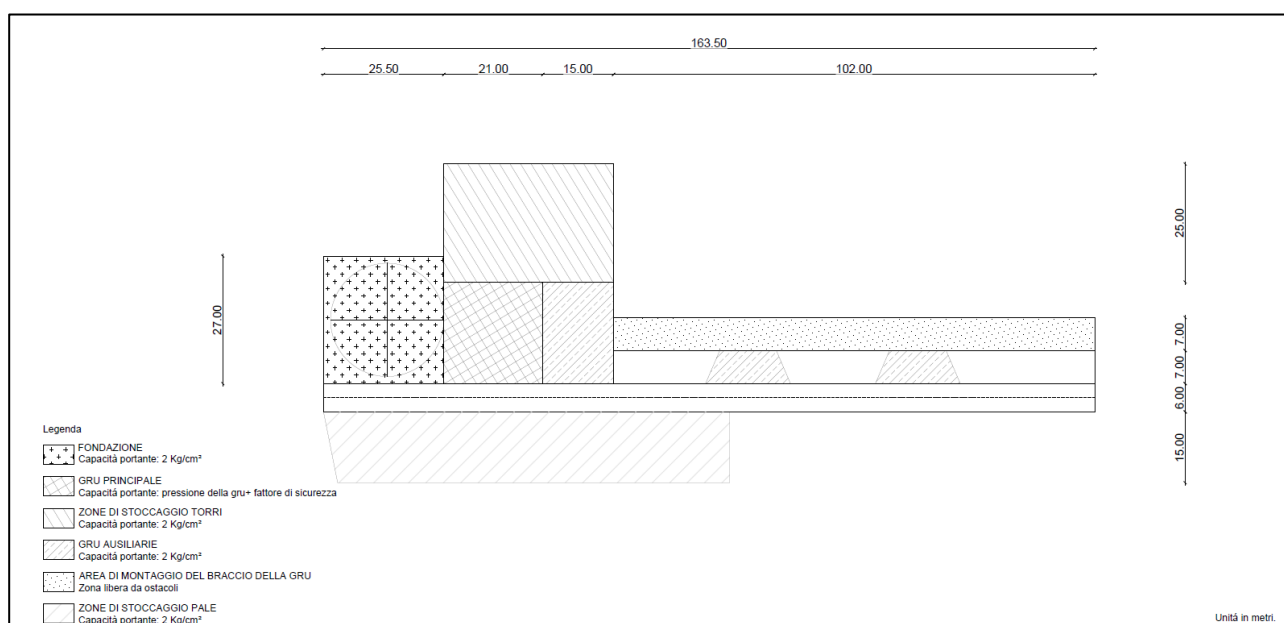 163.50
25.50
21.00
15.00
102.00
25.00
27.00
7.00
7.00
6.00
15.00
Legenda
FONDAZIONE
Capacità portante: 2 Kg/cm²
GRU PRINCIPALE
Capacità portante: pressione della gru+ fattore di sicurezza
ZONE DI STOCCAGGIO TORRI
Capacità portante: 2 Kg/cm²
GRU AUSILIARIE
Capacità portante: 2 Kg/cm²
AREA DI MONTAGGIO DEL BRACCIO DELLA GRU
Zona libera da ostacoli
ZONE DI STOCCAGGIO PALE
Capacità portante: 2 Kg/cm²
Unitá in metri.